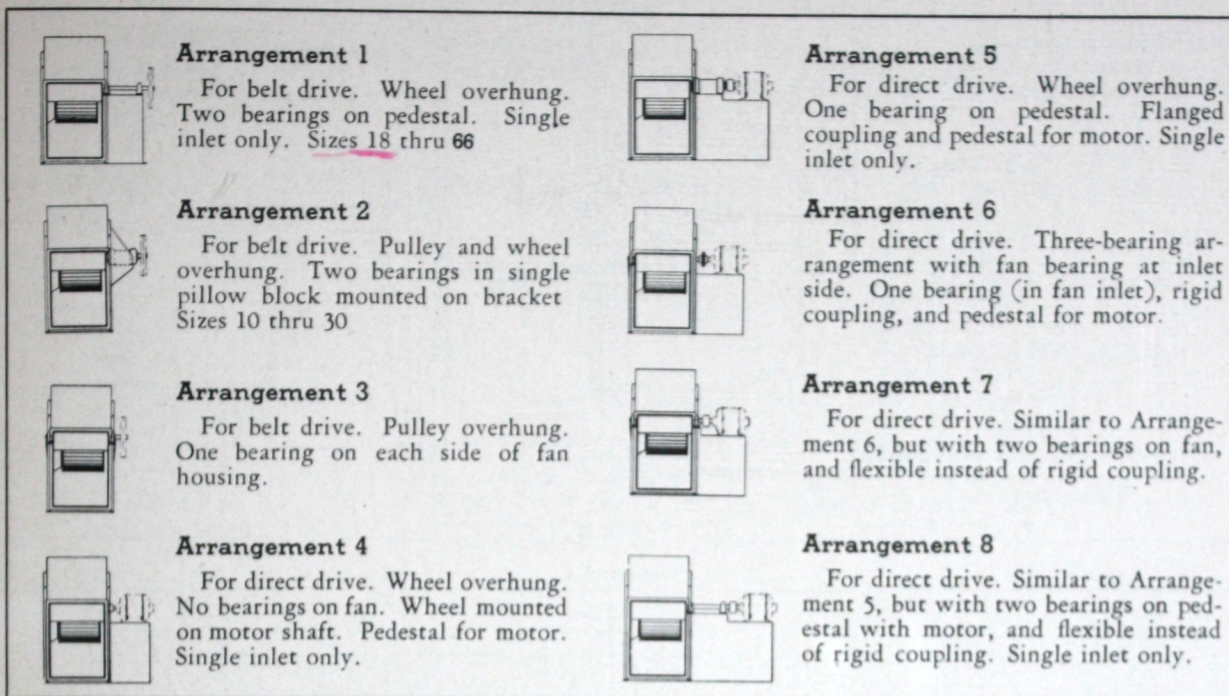 Arrangement 1
For belt drive. Wheel overhung.
Two bearings on pedestal. Single
inlet only. Sizes 18 thru 66
Arrangement 2
For belt drive. Pulley and wheel
overhung. Two bearings in single
pillow block mounted on bracket
Sizes 10 thru 30
Arrangement 3
For belt drive. Pulley overhung.
One bearing on each side of fan
housing.
Arrangement 4
For direct drive. Wheel overhung.
No bearings on fan. Wheel mounted
on motor shaft. Pedestal for motor.
Single inlet only.
Arrangement 5
For direct drive. Wheel overhung.
One bearing on pedestal. Flanged
coupling and pedestal for motor. Single
inlet only.
Arrangement 6
For direct drive. Three-bearing ar-
rangement with fan bearing at inlet
side. One bearing (in fan inlet), rigid
coupling, and pedestal for motor.
Arrangement 7
For direct drive. Similar to Arrange-
ment 6, but with two bearings on fan,
and flexible instead of rigid coupling.
Arrangement 8
For direct drive. Similar to Arrange-
ment 5, but with two bearings on ped-
estal with motor, and flexible instead
of rigid coupling. Single inlet only.